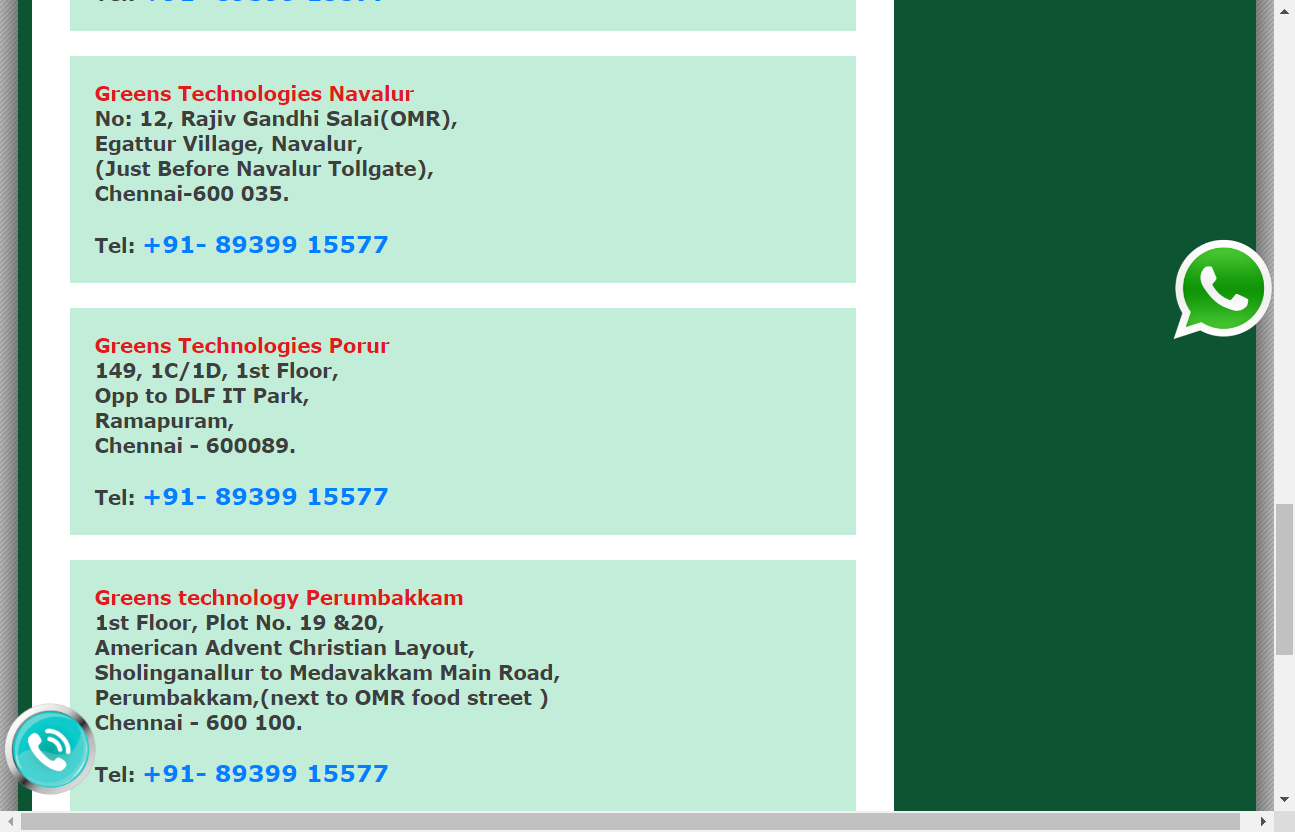 Greens Technologies Navalur
No: 12, Rajiv Gandhi Salai(OMR),
Egattur Village, Navalur,
(Just Before Navalur Tollgate),
Chennai-600 035.
Tel: +91- 89399 15577
Greens Technologies Porur
149, 1C/1D, 1st Floor,
Opp to DLF IT Park,
Ramapuram,
Chennai - 600089.
Tel: +91- 89399 15577
Greens technology Perumbakkam
1st Floor, Plot No. 19 &20,
American Advent Christian Layout,
Sholinganallur to Medavakkam Main Road,
Perumbakkam,(next to OMR food street )
Chennai - 600 100.
Tel: +91- 89399 15577